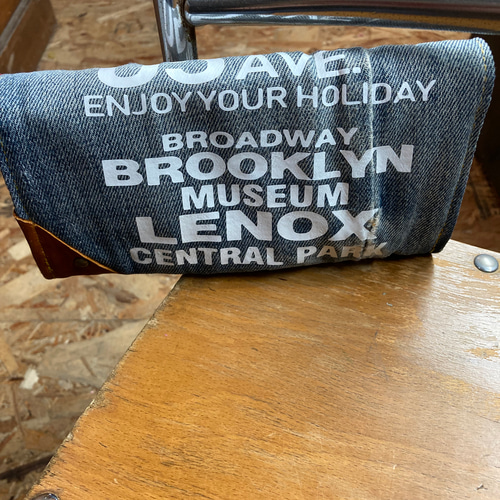 AVE.
ENJOY YOUR HOLIDAY
BROADWAY
BROOKLYN
MUSEUM
LENOX
CENTRAL PARK